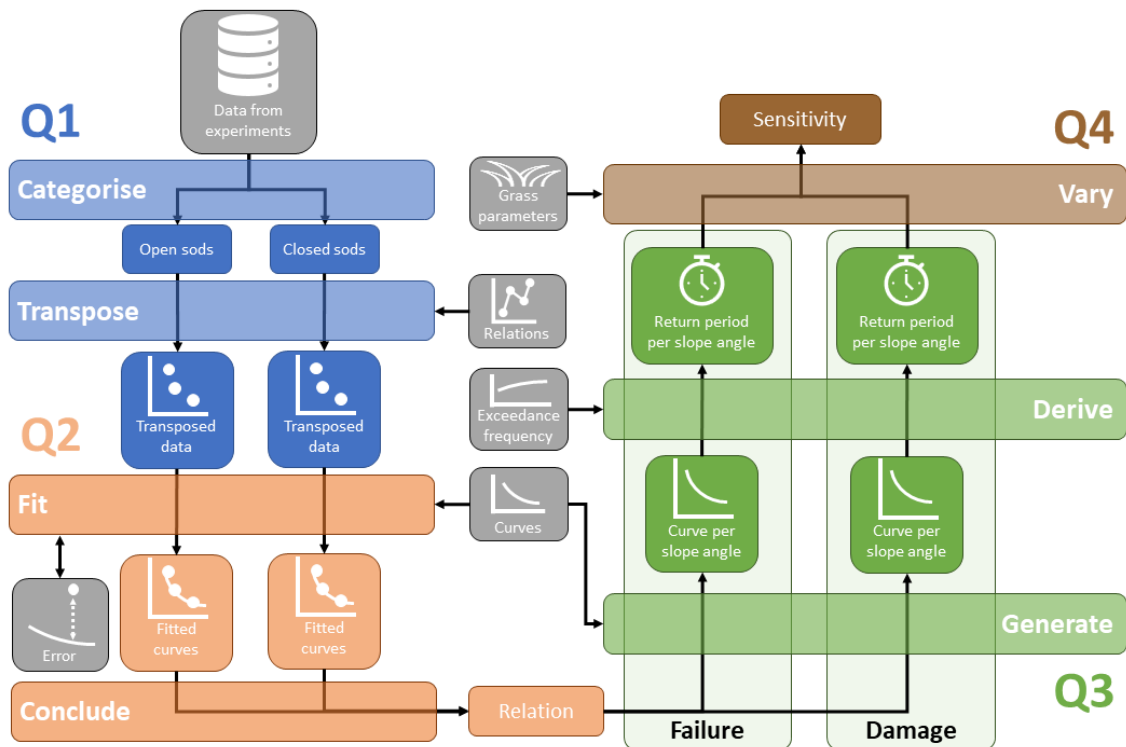 Q1
Data from
experiments
Categorise
Open sods
Closed sods
Transpose
Relations
Transposed
data
Transposed
data
Q2
Fit
Curves
Error
Fitted
curves
Fitted
curves
Conclude
Relation
Sensitivity
Q4
Grass
parameters
Vary
Return period
per slope angle
Return period
per slope angle
Exceedance
frequency
Derive
Curve per
slope angle
Curve per
slope angle
Generate
Q3
Failure
Damage